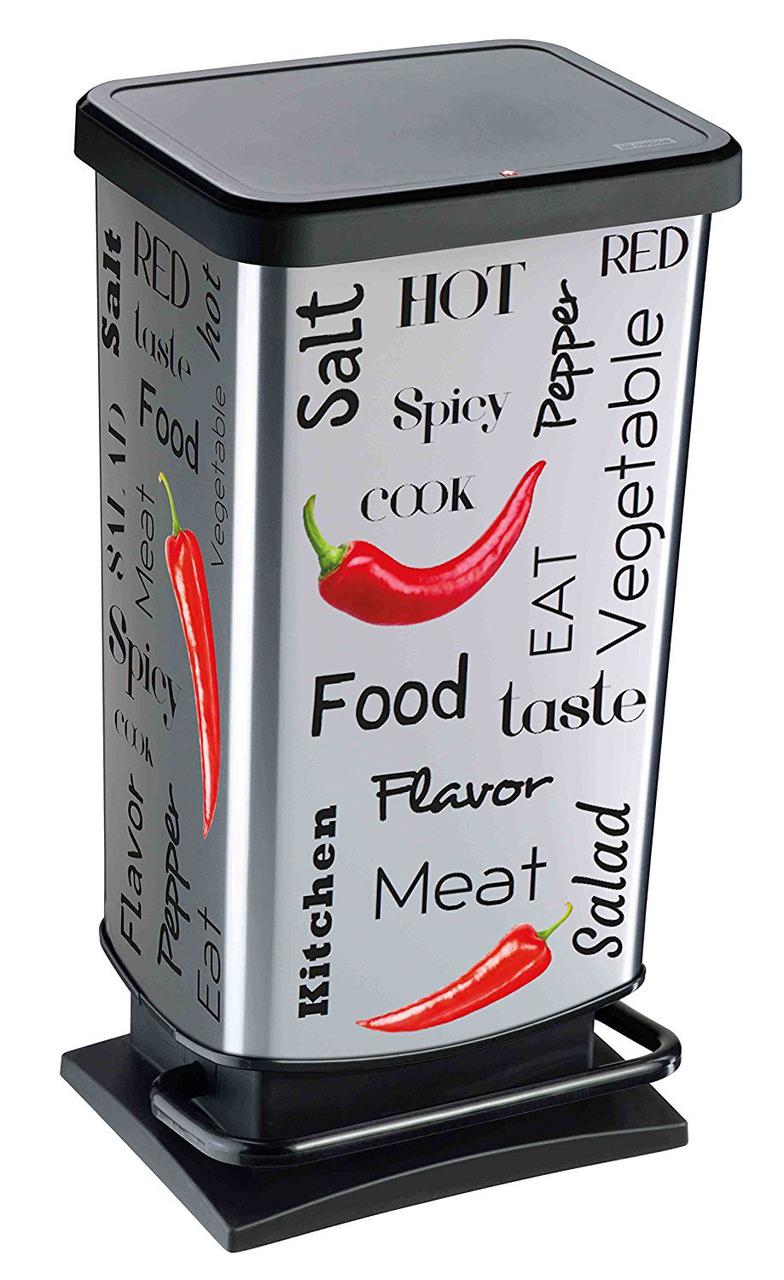 Salt
RED
hot
taste
Food
Vegetable
SALAD
Meat
Spicy
cook
Flavor
Pepper
Eat
Salt
HOT
RED
Pepper
Spicy
Vegetable
COOK
EAT
Food
taste
Flavor
Kitchen
Meat
Salad